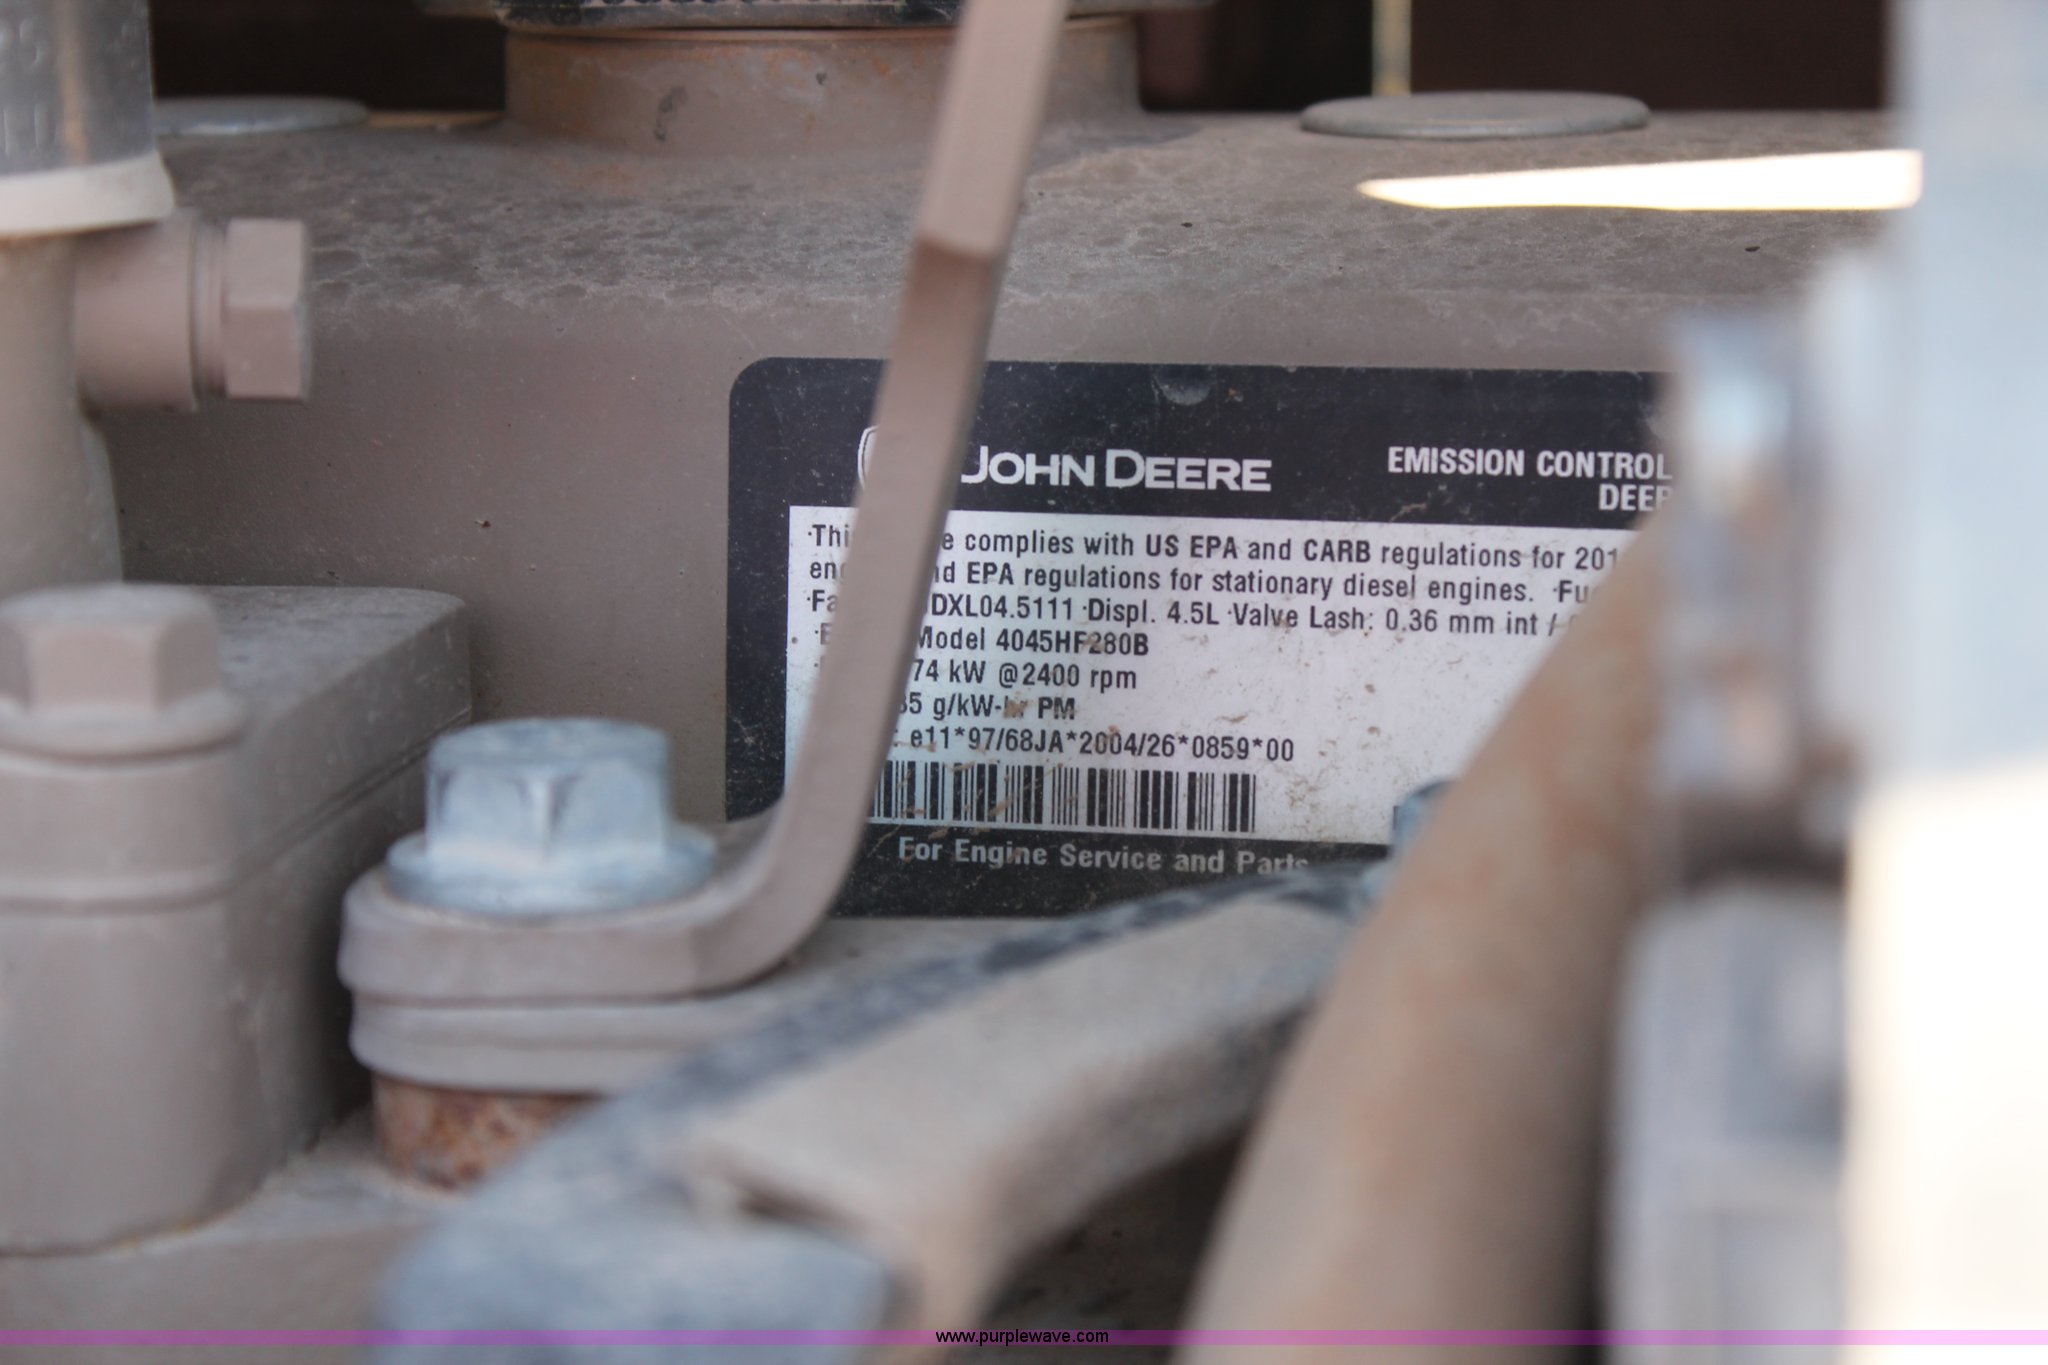 JOHN DEERE
EMISSION CONTROL
complies with US EPA and CARB regulations for 201
EPA regulations for stationary diesel engines.
DXL04.5111 ·Displ. 4.5L ·Valve Lash: 0.36 mm int /
Model 4045HF280B
74 kW @2400 rpm
g/kW-hr PM
e11*97/68JA*2004/26*0859*00
For Engine Service and Parts
www.purplewave.com